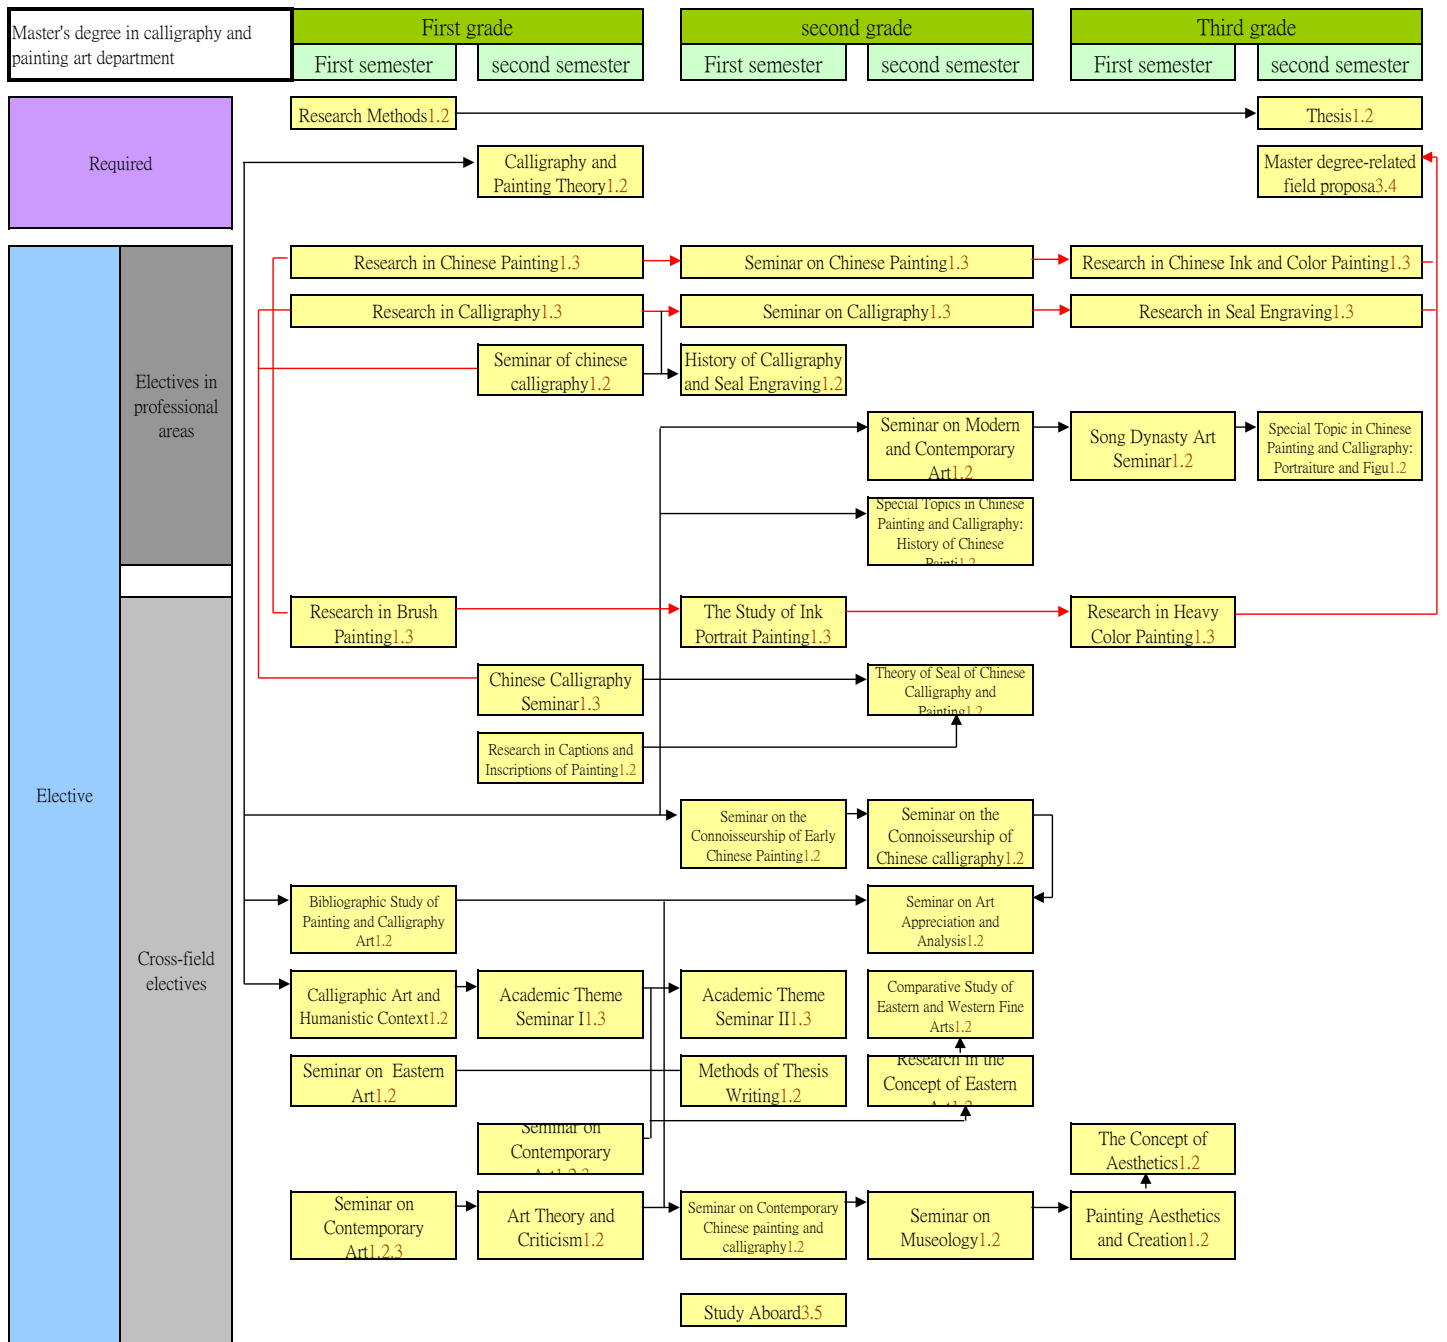 Master's degree in calligraphy and
painting art department
First grade
second grade
Third grade
First semester
second semester
First semester
second semester
First semester
second semester
Required
Research Methods1.2
Thesis1.2
Calligraphy and
Painting Theory1.2
Master degree-related
field proposa3.4
Elective
Electives in
professional
areas
Research in Chinese Painting1.3
Seminar on Chinese Painting1.3
Research in Chinese Ink and Color Painting1.3
Research in Calligraphy1.3
Seminar on Calligraphy1.3
Research in Seal Engraving1.3
Seminar of chinese
calligraphy1.2
History of Calligraphy
and Seal Engraving1.2
Seminar on Modern
and Contemporary
Art1.2
Song Dynasty Art
Seminar1.2
Special Topic in Chinese
Painting and Calligraphy:
Portraiture and Figu1.2
Special Topics in Chinese
Painting and Calligraphy:
History of Chinese
Painti1.2
Cross-field
electives
Research in Brush
Painting1.3
The Study of Ink
Portrait Painting1.3
Research in Heavy
Color Painting1.3
Chinese Calligraphy
Seminar1.3
Theory of Seal of Chinese
Calligraphy and
Painting1.2
Research in Captions and
Inscriptions of Painting1.2
Seminar on the
Connoisseurship of Early
Chinese Painting1.2
Seminar on the
Connoisseurship of
Chinese calligraphy1.2
Bibliographic Study of
Painting and Calligraphy
Art1.2
Seminar on Art
Appreciation and
Analysis1.2
Calligraphic Art and
Humanistic Context1.2
Academic Theme
Seminar I1.3
Academic Theme
Seminar II1.3
Comparative Study of
Eastern and Western Fine
Arts1.2
Seminar on  Eastern
Art1.2
Methods of Thesis
Writing1.2
Research in the
Concept of Eastern
Art1.2
Seminar on
Contemporary
Art1.2.3
The Concept of
Aesthetics1.2
Seminar on
Contemporary
Art1.2.3
Art Theory and
Criticism1.2
Seminar on Contemporary
Chinese painting and
calligraphy1.2
Seminar on
Museology1.2
Painting Aesthetics
and Creation1.2
Study Aboard3.5